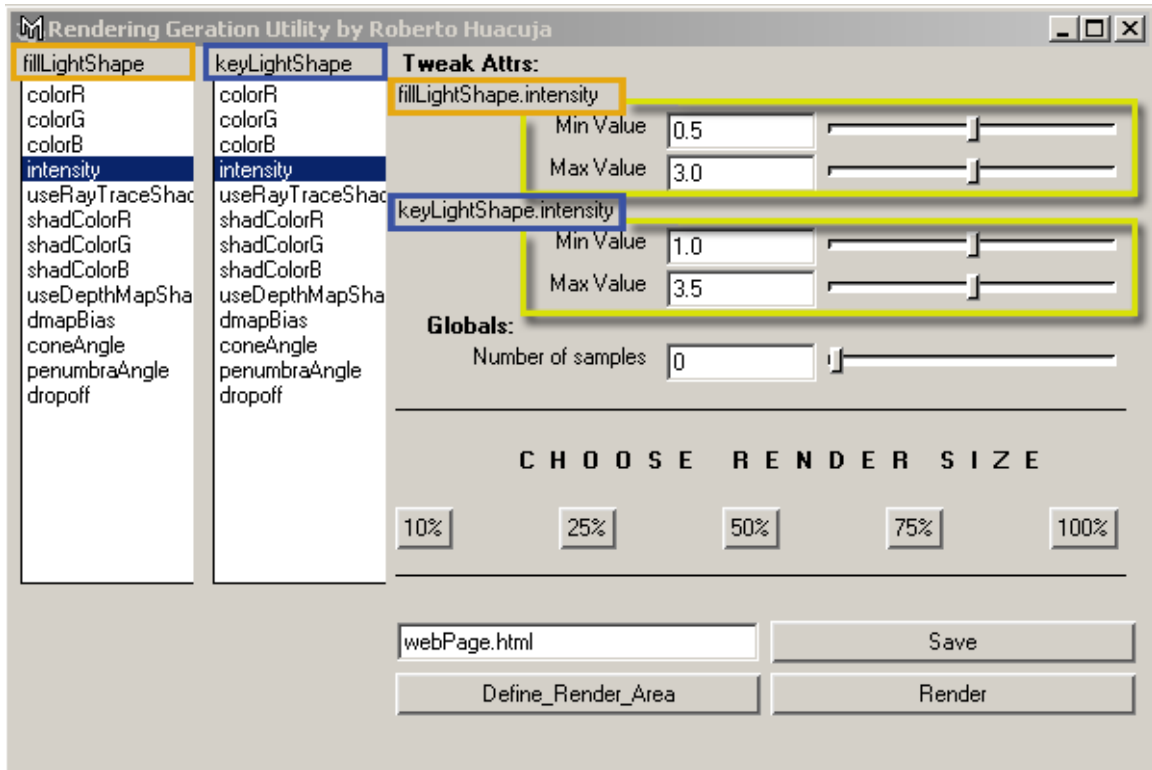 Rendering Geration Utility by Roberto Huacuja
fillLightShape
colorR
colorG
colorB
intensity
useRayTraceShad
shadColorR
shadColorG
shadColorB
useDepthMapSha
dmapBias
coneAngle
penumbraAngle
dropoff
keyLightShape
colorR
colorG
colorB
intensity
useRayTraceShad
shadColorR
shadColorG
shadColorB
useDepthMapSha
dmapBias
coneAngle
penumbraAngle
dropoff
Tweak Attrs:
fillLightShape.intensity
Min Value 0.5
Max Value 3.0
keyLightShape.intensity
Min Value 1.0
Max Value 3.5
Globals:
Number of samples 0
CHOOSE RENDER SIZE
10% 25% 50% 75% 100%
webPage.html Save
Define_Render_Area Render